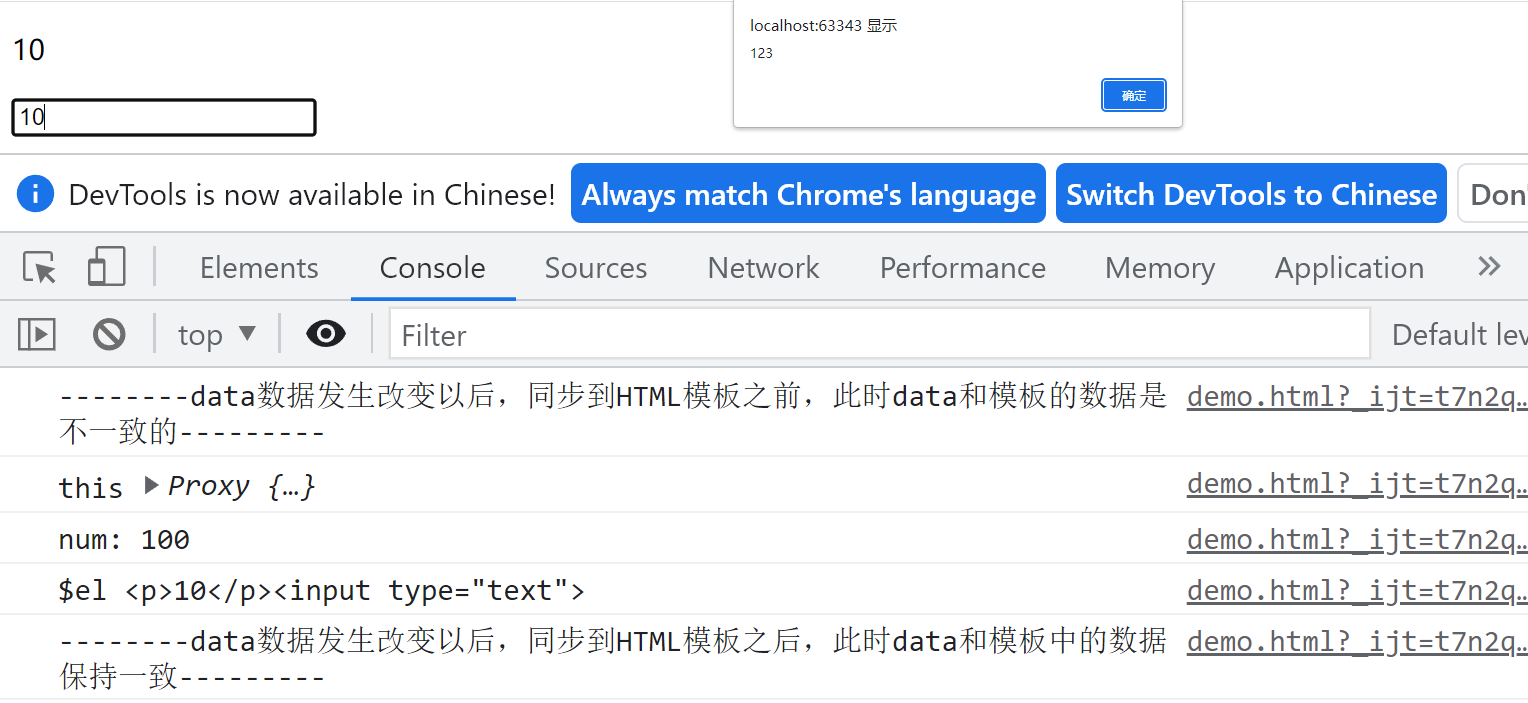 localhost:63343 显示
10
123
确定
10
DevTools is now available in Chinese!
Always match Chrome's language
Switch DevTools to Chinese
Don'
Elements
Console
Sources
Network
Performance
Memory
Application
top
Filter
Default lev
--------data数据发生改变以后，同步到HTML模板之前，此时data和模板的数据是
demo.html?_ijt=t7n2q…
不一致的---------
this ▶Proxy {…}
demo.html?_ijt=t7n2q…
num: 100
demo.html?_ijt=t7n2q…
$el <p>10</p><input type="text">
demo.html?_ijt=t7n2q…
--------data数据发生改变以后，同步到HTML模板之后，此时data和模板中的数据
demo.html?_ijt=t7n2q…
保持一致---------